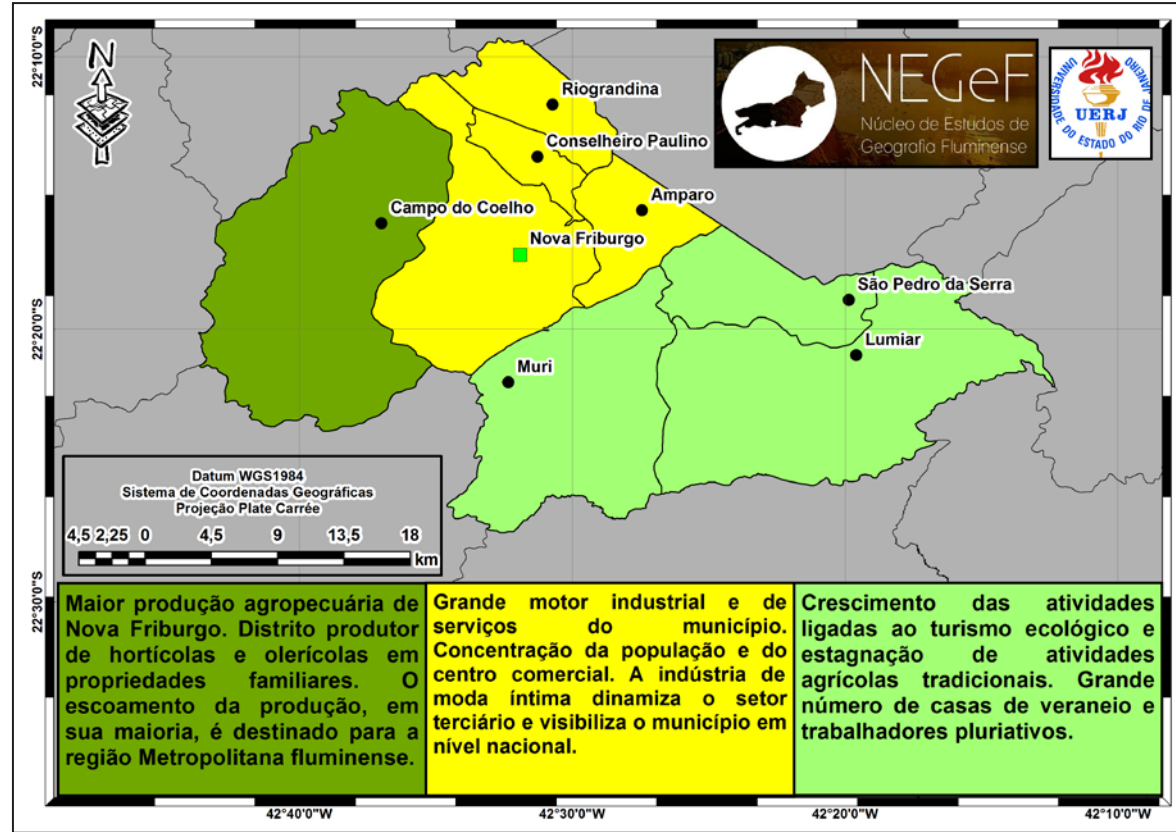 N
NEGeF
Núcleo de Estudos de
Geografia Fluminense
UNIVERSIDADE DO ESTADO DO RIO DE JANEIRO
UERJ
22°10'0"S
22°20'0"S
22°30'0"S
Riograndina
Conselheiro Paulino
Amparo
Campo do Coelho
Nova Friburgo
São Pedro da Serra
Lumiar
Muri
Datum WGS1984
Sistema de Coordenadas Geográficas
Projeção Plate Carrée
4,5 2,25 0 4,5 9 13,5 18
km
Maior produção agropecuária de
Nova Friburgo. Distrito produtor
de hortícolas e olerícolas em
propriedades familiares. O
escoamento da produção, em
sua maioria, é destinado para a
região Metropolitana fluminense.
Grande motor industrial e de
serviços do município.
Concentração da população e do
centro comercial. A indústria de
moda íntima dinamiza o setor
terciário e visibiliza o município em
nível nacional.
Crescimento das atividades
ligadas ao turismo ecológico e
estagnação de atividades
agrícolas tradicionais. Grande
número de casas de veraneio e
trabalhadores pluriativos.
42°40'0"W
42°30'0"W
42°20'0"W
42°10'0"W